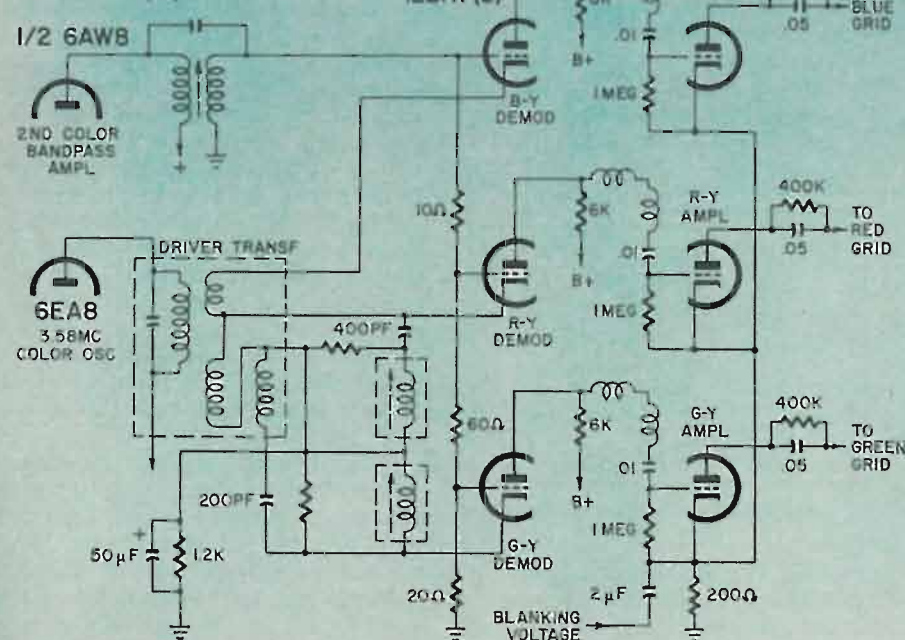 1/2 6AW8
2ND COLOR
BANDPASS
AMPL
+
B-Y
DEMOD
B+
.01
1MEG
.05
BLUE
GRID
10Ω
DRIVER TRANSF
6EA8
3.58MC
COLOR OSC
400PF
R-Y
DEMOD
6K
B+
.01
1MEG
R-Y
AMPL
400K
.05
TO
RED
GRID
60Ω
200PF
+
50µF
1.2K
20Ω
G-Y
DEMOD
6K
B+
.01
1MEG
G-Y
AMPL
400K
.05
TO
GREEN
GRID
2µF
200Ω
BLANKING
VOLTAGE